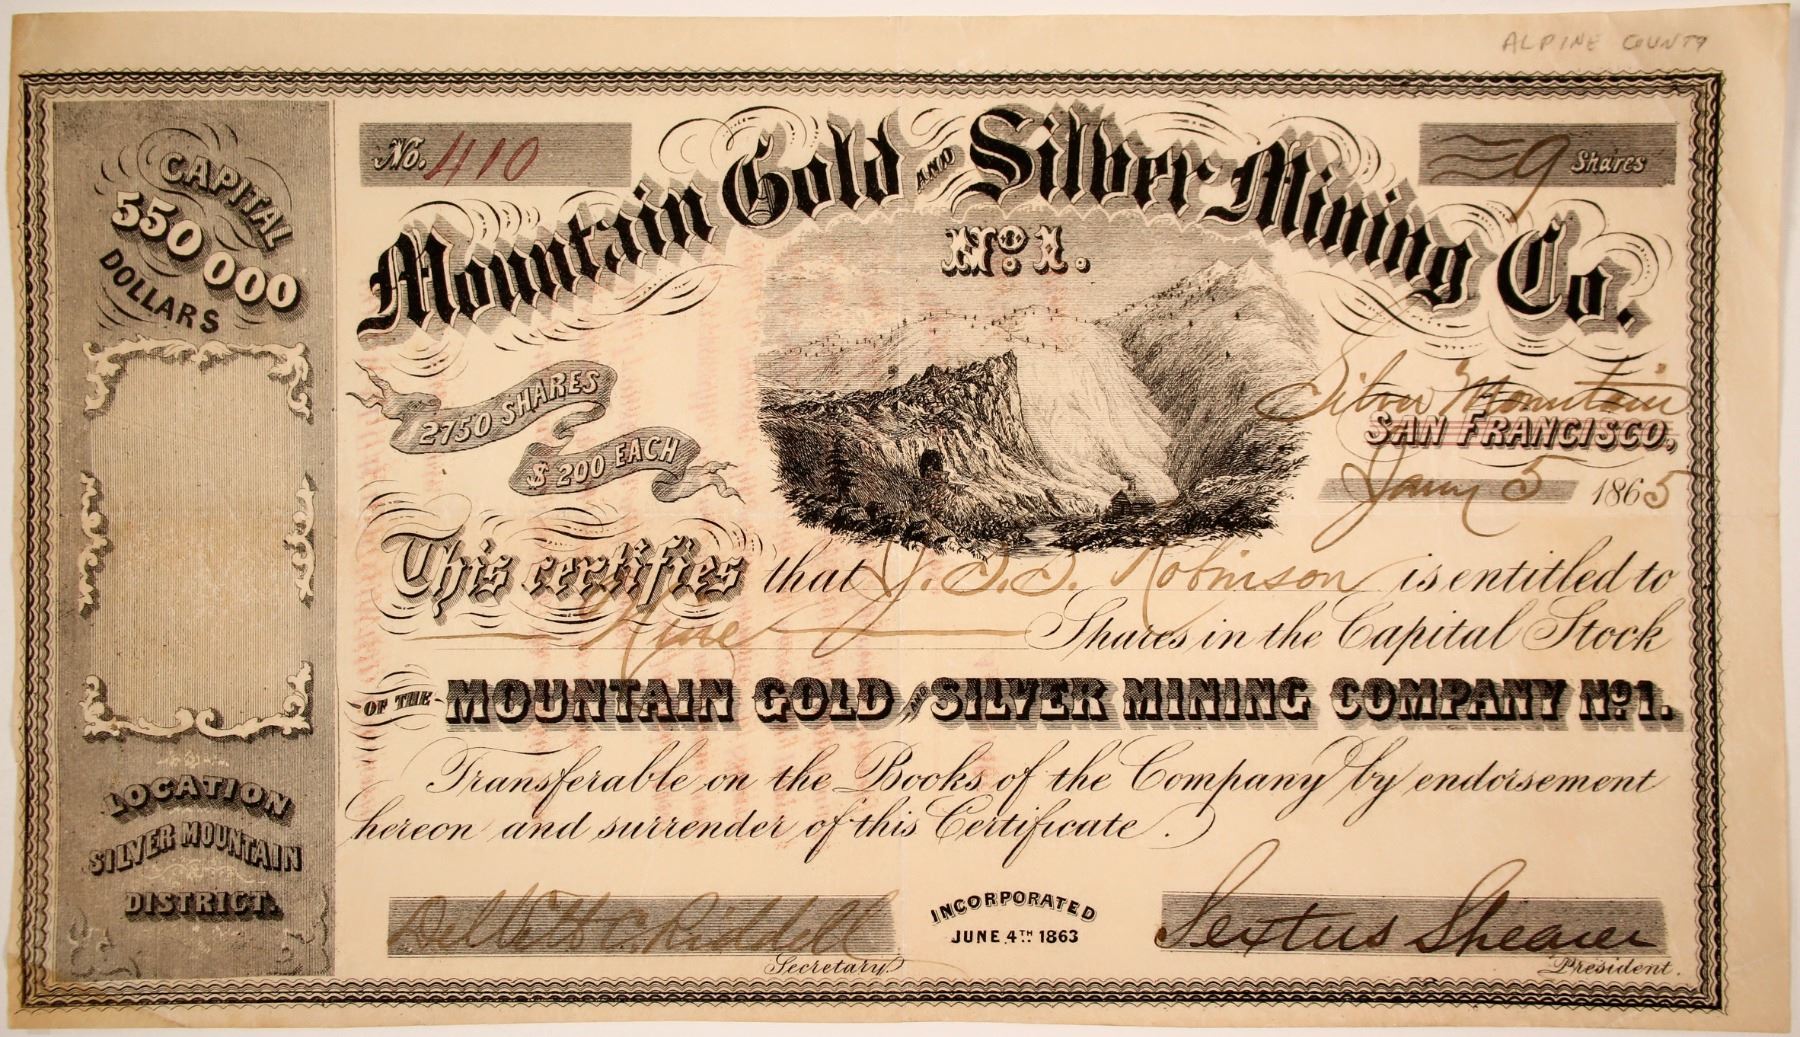 ALPINE COUNTY
CAPITAL
550 000
DOLLARS
No. 410
9 Shares
Mountain Gold AND Silver Mining Co.
No. 1.
2750 SHARES
$ 200 EACH
Silver Mountain
SAN FRANCISCO,
Jany 5 1865
This certifies that J. S. S. Robinson is entitled to
Nine Shares in the Capital Stock
OF THE MOUNTAIN GOLD AND SILVER MINING COMPANY No. 1.
Transferable on the Books of the Company by endorsement
hereon and surrender of this Certificate.
LOCATION
SILVER MOUNTAIN
DISTRICT.
DeWitt C. Riddell
Secretary.
INCORPORATED
JUNE 4TH 1863
Sextus Shearer
President.